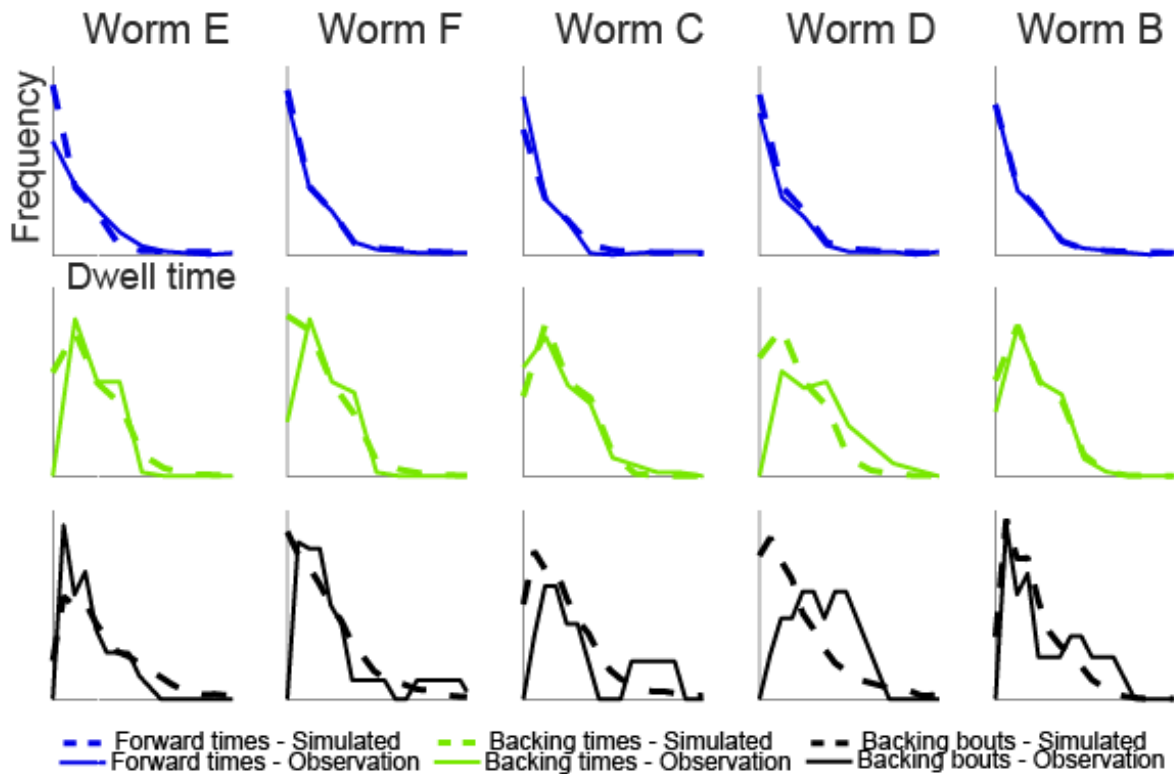 Worm E Worm F Worm C Worm D Worm B
Frequency
Dwell time
Forward times - Simulated Backing times - Simulated Backing bouts - Simulated
Forward times - Observation Backing times - Observation Backing bouts - Observation